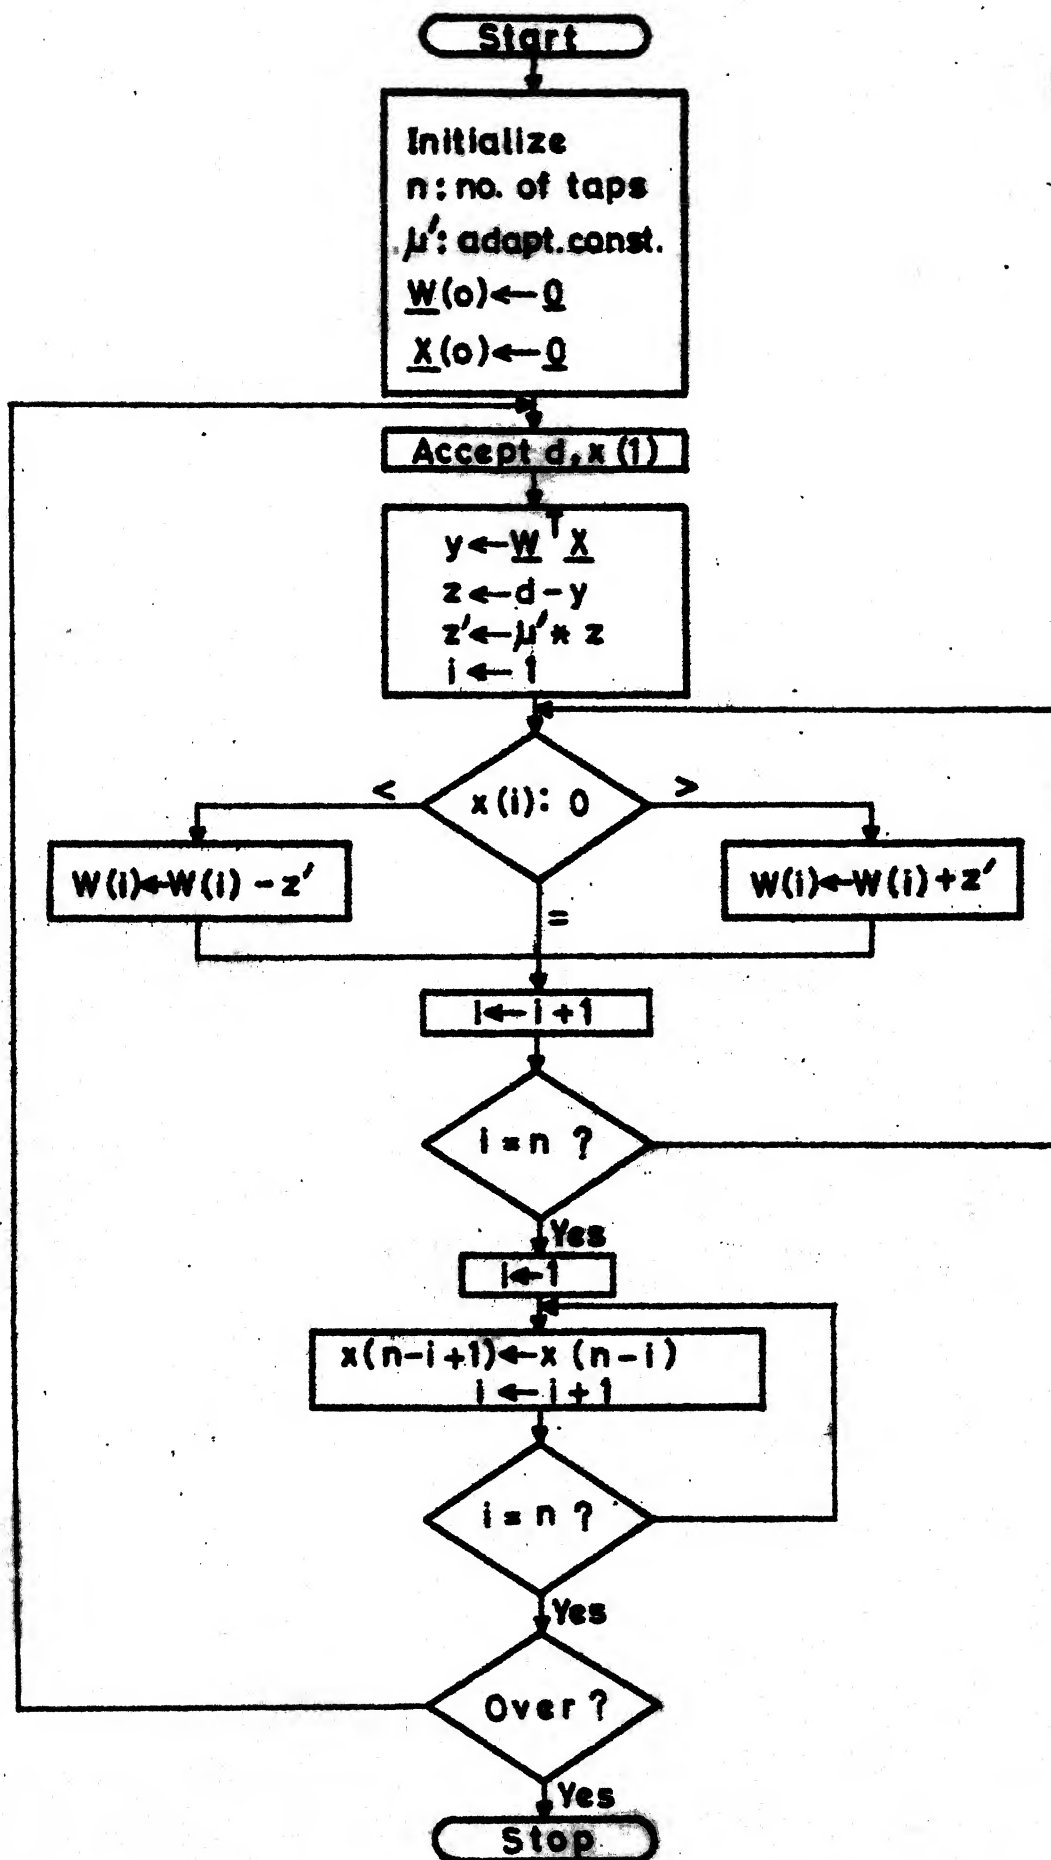 Start
Initialize
n: no. of taps
μ': adapt. const.
W(o)←0
X(o)←0
Accept d, x(1)
y←W^T X
z←d-y
z'←μ'* z
i←1
x(i): 0
<
>
=
W(i)←W(i) - z'
W(i)←W(i) + z'
i←i+1
i = n ?
Yes
i←1
x(n-i+1)←x (n-i)
i←i+1
i = n ?
Yes
Over ?
Yes
Stop